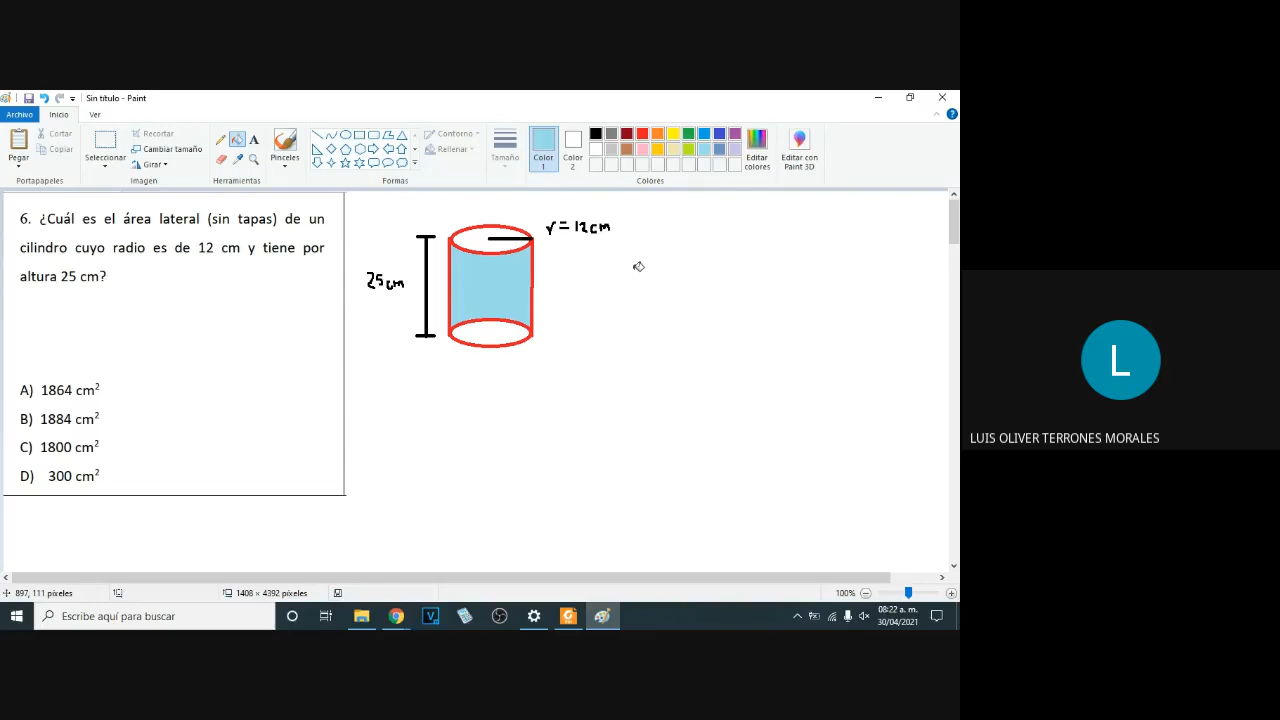 Sin título - Paint
Archivo Inicio Ver
Pegar
Cortar
Copiar
Portapapeles
Seleccionar
Recortar
Cambiar tamaño
Girar
Imagen
A
Herramientas
Pinceles
Contorno
Rellenar
Formas
Tamaño
Color 1
Color 2
Editar colores
Editar con Paint 3D
Colores
6. ¿Cuál es el área lateral (sin tapas) de un
cilindro cuyo radio es de 12 cm y tiene por
altura 25 cm?
A) 1864 cm²
B) 1884 cm²
C) 1800 cm²
D) 300 cm²
r = 12 cm
25 cm
L
LUIS OLIVER TERRONES MORALES
897, 111 píxeles
1408 × 4392 píxeles
100%
Escribe aquí para buscar
08:22 a. m.
30/04/2021